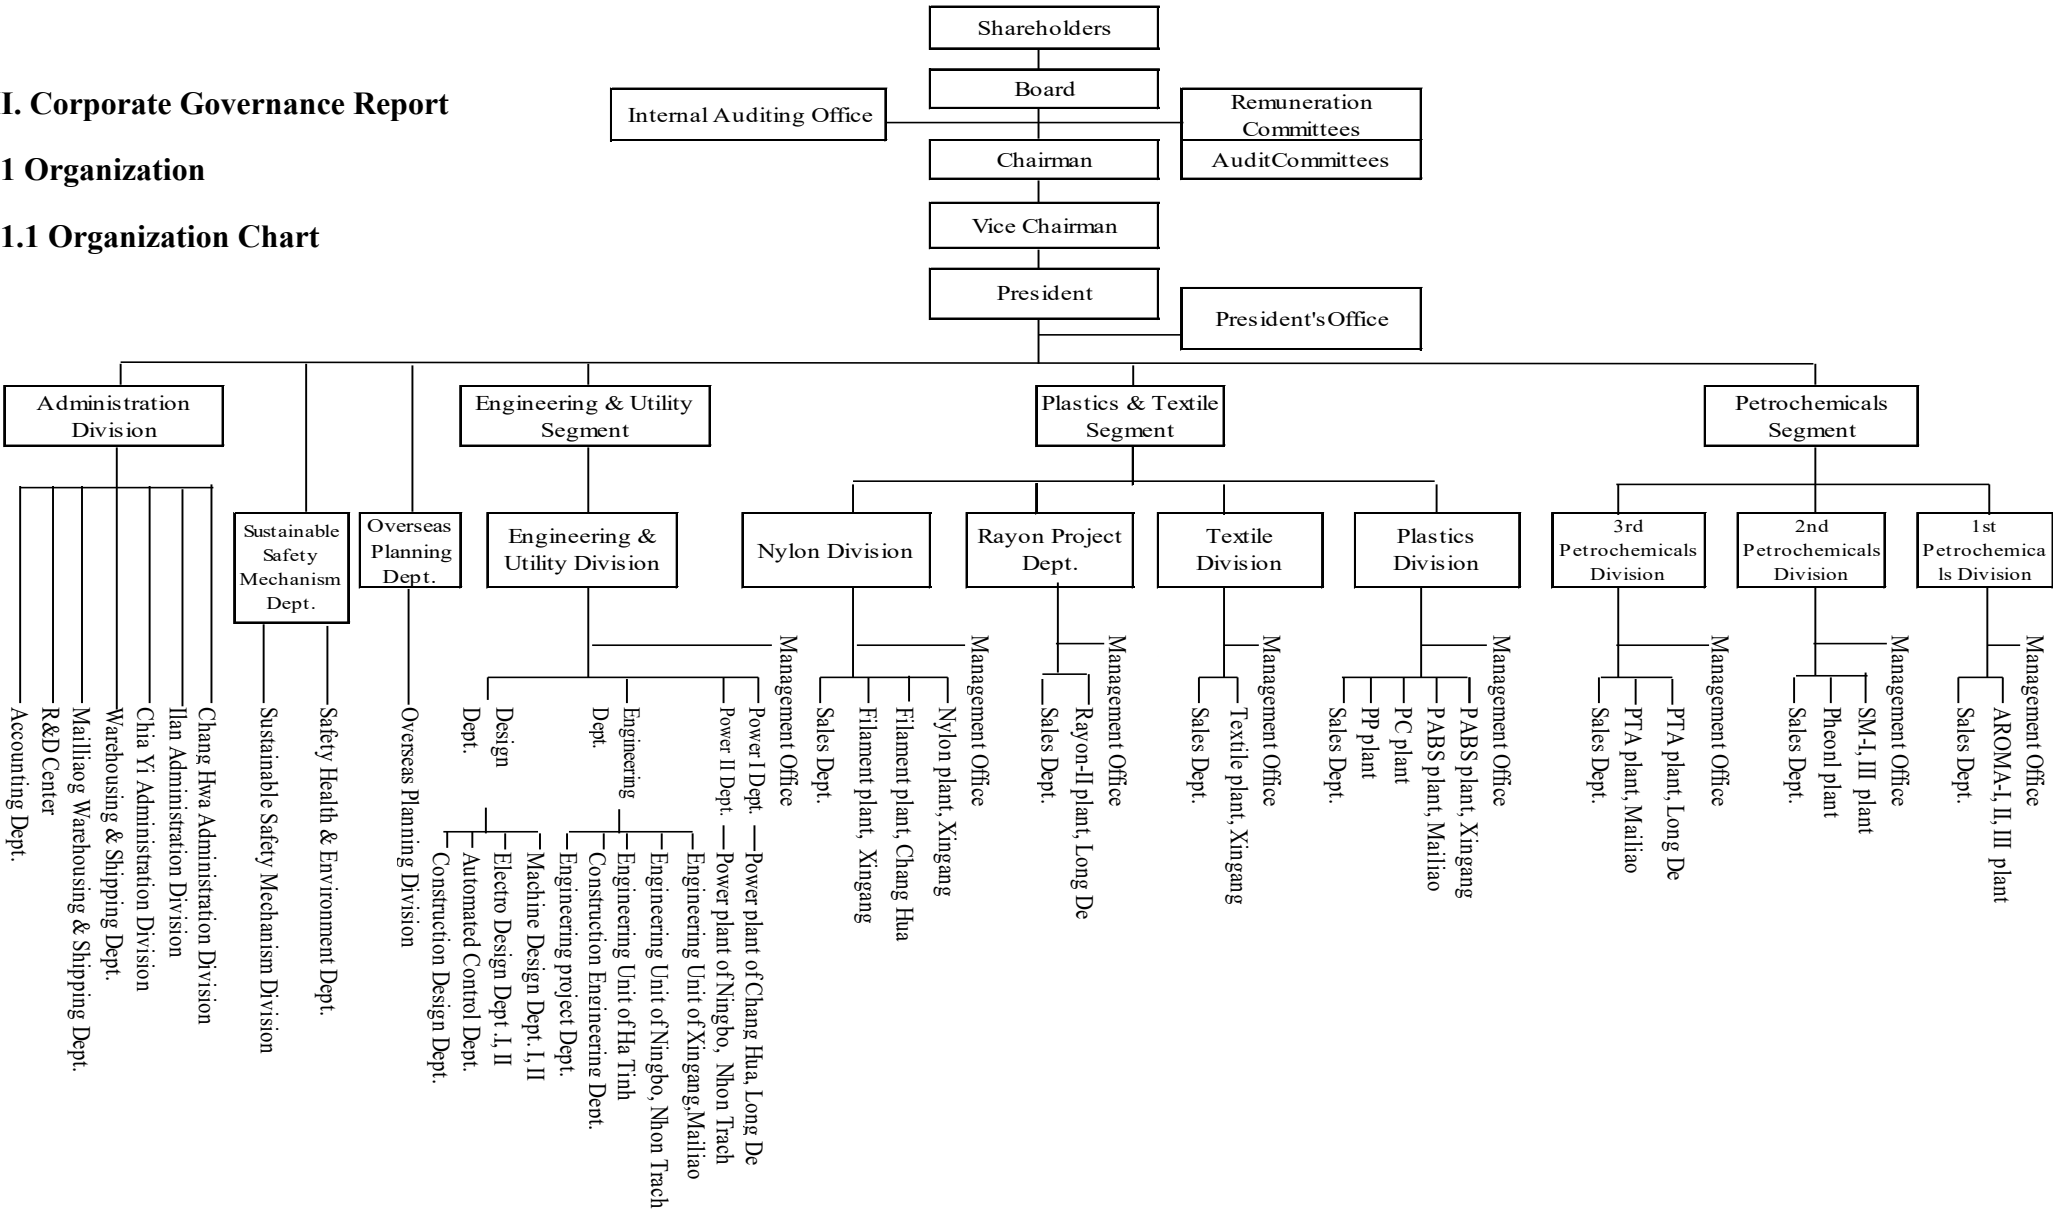 Shareholders
Board
I. Corporate Governance Report
Internal Auditing Office
Remuneration
Committees
Chairman
AuditCommittees
1 Organization
Vice Chairman
1.1 Organization Chart
President
President'sOffice
Administration
Division
Engineering & Utility
Segment
Plastics & Textile
Segment
Petrochemicals
Segment
Sustainable
Safety
Mechanism
Dept.
Overseas
Planning
Dept.
Engineering &
Utility Division
Nylon Division
Rayon Project
Dept.
Textile
Division
Plastics
Division
3rd
Petrochemicals
Division
2nd
Petrochemicals
Division
1st
Petrochemica
ls Division
Accounting Dept.
R&D Center
Mailiaog Warehousing & Shipping Dept.
Warehousing & Shipping Dept.
Chia Yi Administration Division
Ilan Administration Division
Chang Hwa Administration Division
Sustainable Safety Mechanism Division
Safety Health & Environment Dept.
Overseas Planning Division
Design
Dept.
Engineering
Dept.
Power II Dept.
Power I Dept.
Management Office
Construction Design Dept.
Automated Control Dept.
Electro Design Dept .I, II
Machine Design Dept. I, II
Engineering project Dept.
Construction Engineering Dept.
Engineering Unit of Ha Tinh
Engineering Unit of Ningbo, Nhon Trach
Engineering Unit of Xingang,Mailiao
Power plant of Ningbo, Nhon Trach
Power plant of Chang Hua, Long De
Sales Dept.
Filament plant, Xingang
Filament plant, Chang Hua
Nylon plant, Xingang
Management Office
Sales Dept.
Rayon-II plant, Long De
Management Office
Sales Dept.
Textile plant, Xingang
Management Office
Sales Dept.
PP plant
PC plant
PABS plant, Mailiao
PABS plant, Xingang
Management Office
Sales Dept.
PTA plant, Mailiao
PTA plant, Long De
Management Office
Sales Dept.
Pheonl plant
SM-I, III plant
Management Office
Sales Dept.
AROMA-I, II, III plant
Management Office